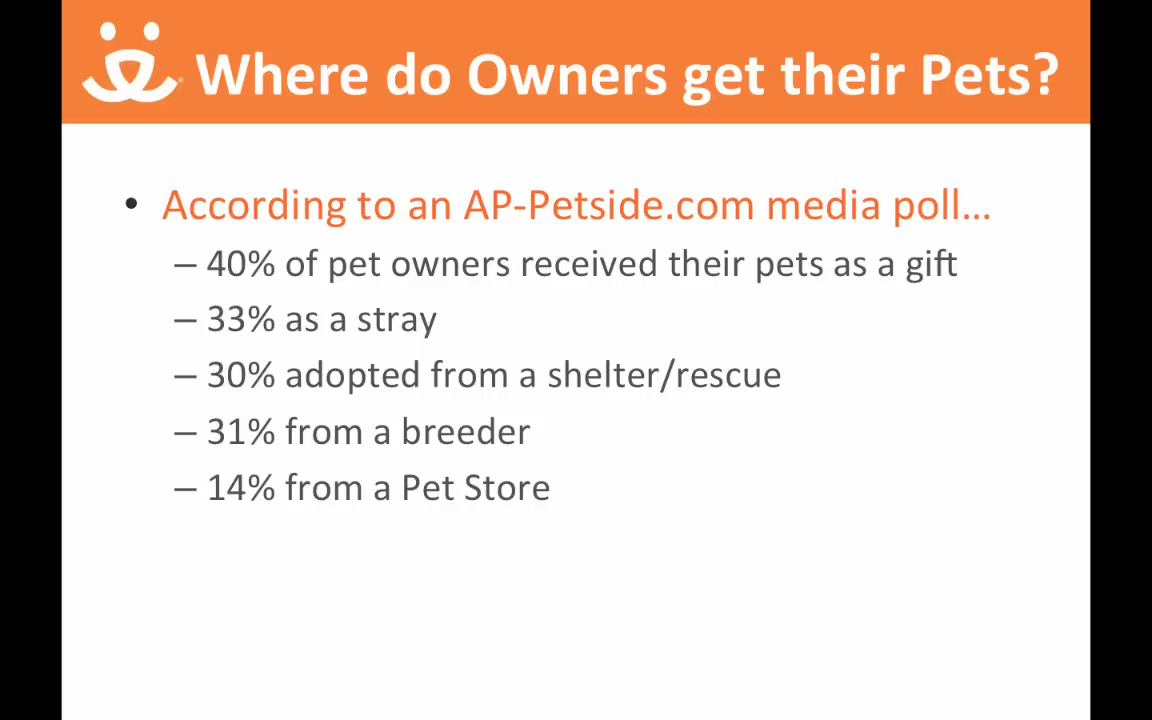 Where do Owners get their Pets?
• According to an AP-Petside.com media poll...
– 40% of pet owners received their pets as a gift
– 33% as a stray
– 30% adopted from a shelter/rescue
– 31% from a breeder
– 14% from a Pet Store